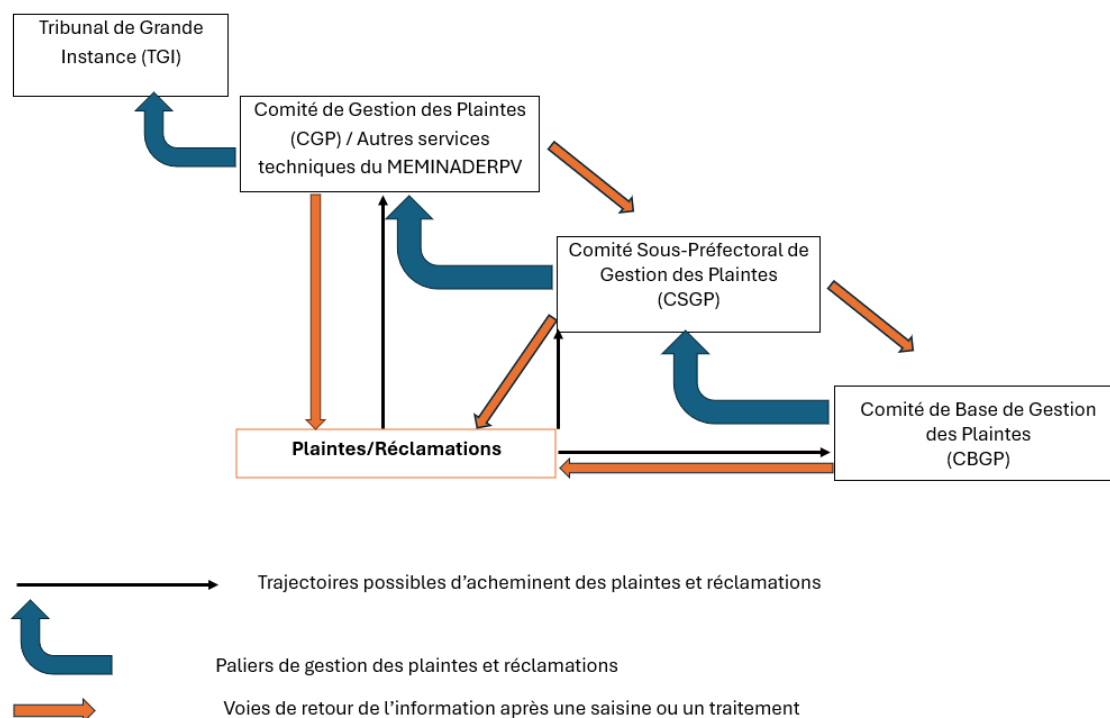 Tribunal de Grande
Instance (TGI)
Comité de Gestion des Plaintes
(CGP) / Autres services
techniques du MEMINADERPV
Comité Sous-Préfectoral de
Gestion des Plaintes
(CSGP)
Comité de Base de Gestion
des Plaintes
(CBGP)
Plaintes/Réclamations
Trajectoires possibles d’acheminent des plaintes et réclamations
Paliers de gestion des plaintes et réclamations
Voies de retour de l’information après une saisine ou un traitement